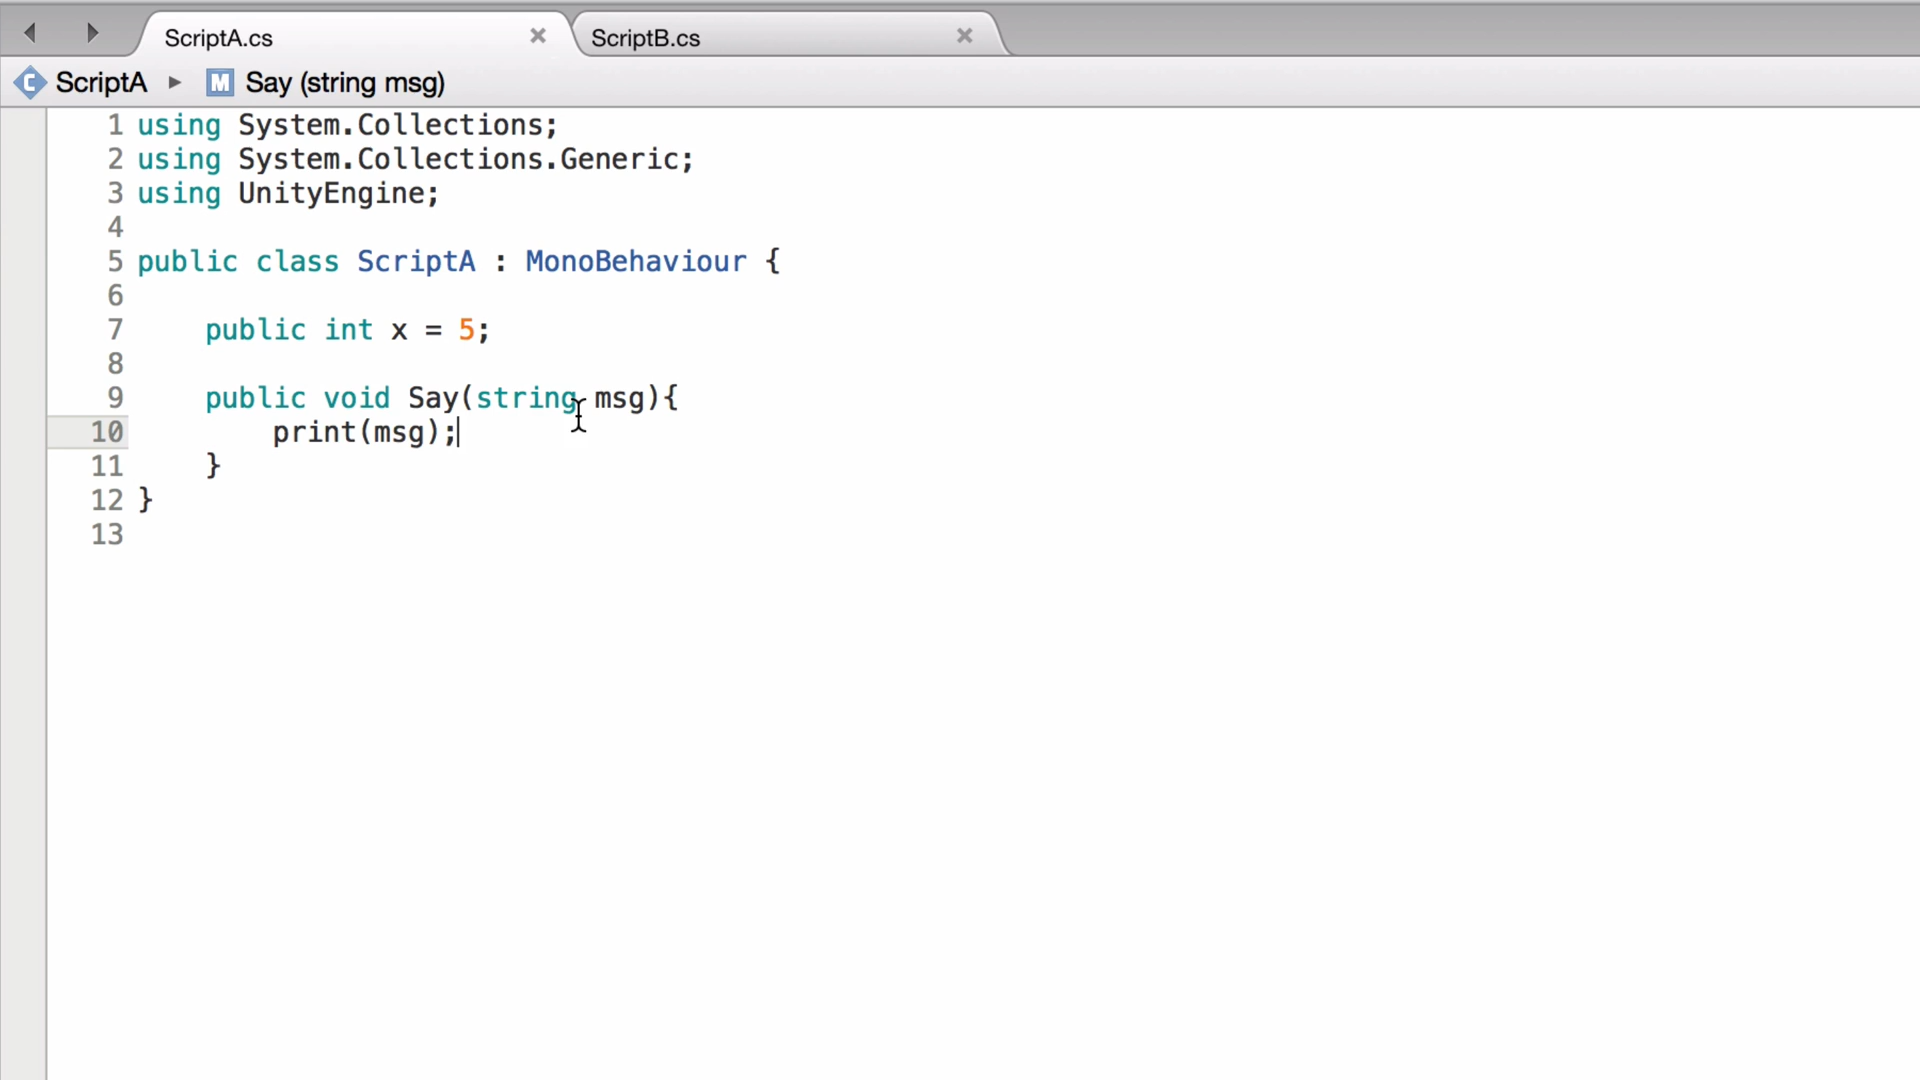 ScriptA.cs
ScriptB.cs
C ScriptA M Say (string msg)
1 using System.Collections;
2 using System.Collections.Generic;
3 using UnityEngine;
4
5 public class ScriptA : MonoBehaviour {
6
7 public int x = 5;
8
9 public void Say(string msg){
10 print(msg);
11 }
12 }
13